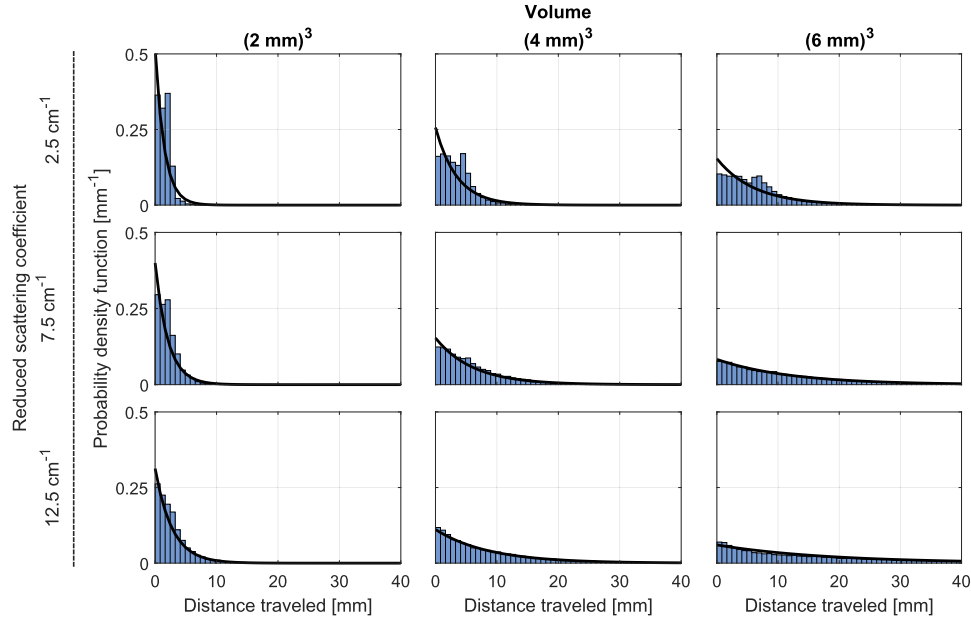 Volume
(2 mm)³ (4 mm)³ (6 mm)³
Reduced scattering coefficient
2.5 cm⁻¹
7.5 cm⁻¹
12.5 cm⁻¹
Probability density function [mm⁻¹]
0.5
0.25
0
0.5
0.25
0
0.5
0.25
0
0 10 20 30 40 0 10 20 30 40 0 10 20 30 40
Distance traveled [mm] Distance traveled [mm] Distance traveled [mm]